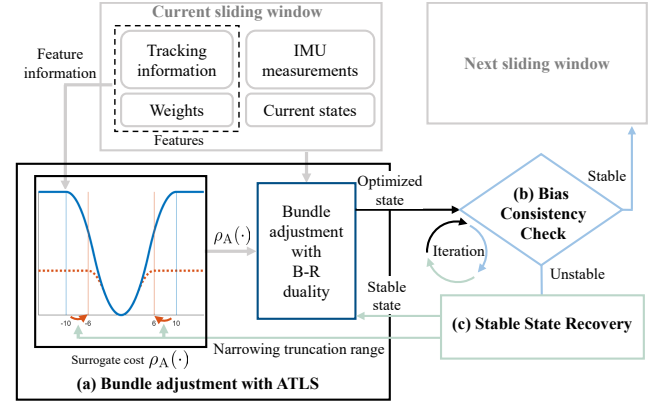 Current sliding window
Feature
information
Tracking
information
IMU
measurements
Weights
Current states
Features
Next sliding window
Optimized
state
Stable
(b) Bias
Consistency
Check
ρA(·)
Bundle
adjustment
with
B-R
duality
Iteration
Stable
state
Unstable
-10 -6 6 10
(c) Stable State Recovery
Surrogate cost ρA(·)
Narrowing truncation range
(a) Bundle adjustment with ATLS